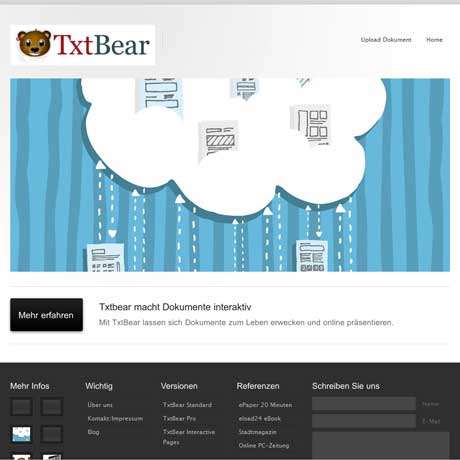 TxtBear
Upload Dokument
Home
Mehr erfahren
Txtbear macht Dokumente interaktiv
Mit TxtBear lassen sich Dokumente zum Leben erwecken und online präsentieren.
Mehr Infos
Wichtig
Über uns
Kontakt/Impressum
Blog
Versionen
TxtBear Standard
TxtBear Pro
TxtBear Interactive
Pages
Referenzen
ePaper 20 Minuten
eload24 eBook
Stadtmagazin
Online PC-Zeitung
Schreiben Sie uns
Name
E-Mail